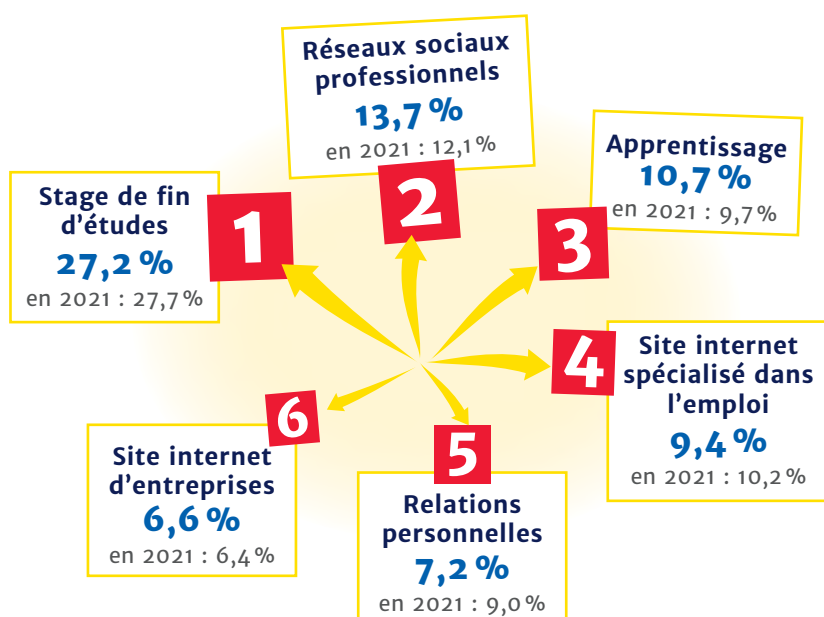 1
Stage de fin
d'études
27,2 %
en 2021 : 27,7 %
2
Réseaux sociaux
professionnels
13,7 %
en 2021 : 12,1 %
3
Apprentissage
10,7 %
en 2021 : 9,7 %
4
Site internet
spécialisé dans
l'emploi
9,4 %
en 2021 : 10,2 %
5
Relations
personnelles
7,2 %
en 2021 : 9,0 %
6
Site internet
d'entreprises
6,6 %
en 2021 : 6,4 %